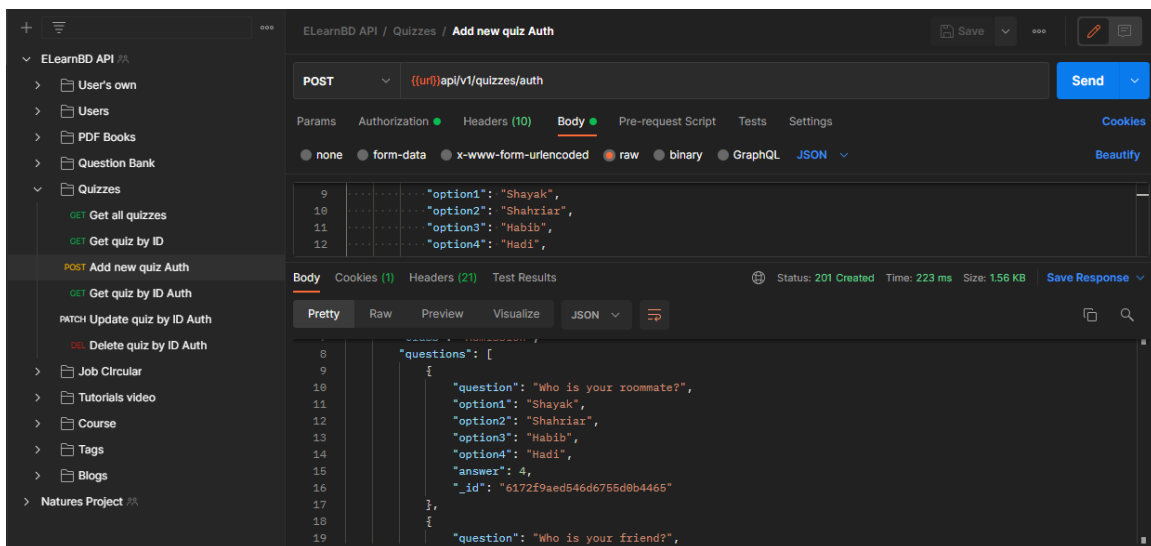 ELearnBD API
User's own
Users
PDF Books
Question Bank
Quizzes
GET Get all quizzes
GET Get quiz by ID
POST Add new quiz Auth
GET Get quiz by ID Auth
PATCH Update quiz by ID Auth
DEL Delete quiz by ID Auth
Job CIrcular
Tutorials video
Course
Tags
Blogs
Natures Project
ELearnBD API / Quizzes / Add new quiz Auth
Save
POST {{url}}api/v1/quizzes/auth Send
Params Authorization Headers (10) Body Pre-request Script Tests Settings Cookies
none form-data x-www-form-urlencoded raw binary GraphQL JSON Beautify
9 "option1": "Shayak",
10 "option2": "Shahriar",
11 "option3": "Habib",
12 "option4": "Hadi",
Body Cookies (1) Headers (21) Test Results Status: 201 Created Time: 223 ms Size: 1.56 KB Save Response
Pretty Raw Preview Visualize JSON
8 "questions": [
9 {
10 "question": "Who is your roommate?",
11 "option1": "Shayak",
12 "option2": "Shahriar",
13 "option3": "Habib",
14 "option4": "Hadi",
15 "answer": 4,
16 "_id": "6172f9aed546d6755d0b4465"
17 },
18 {
19 "question": "Who is your friend?",